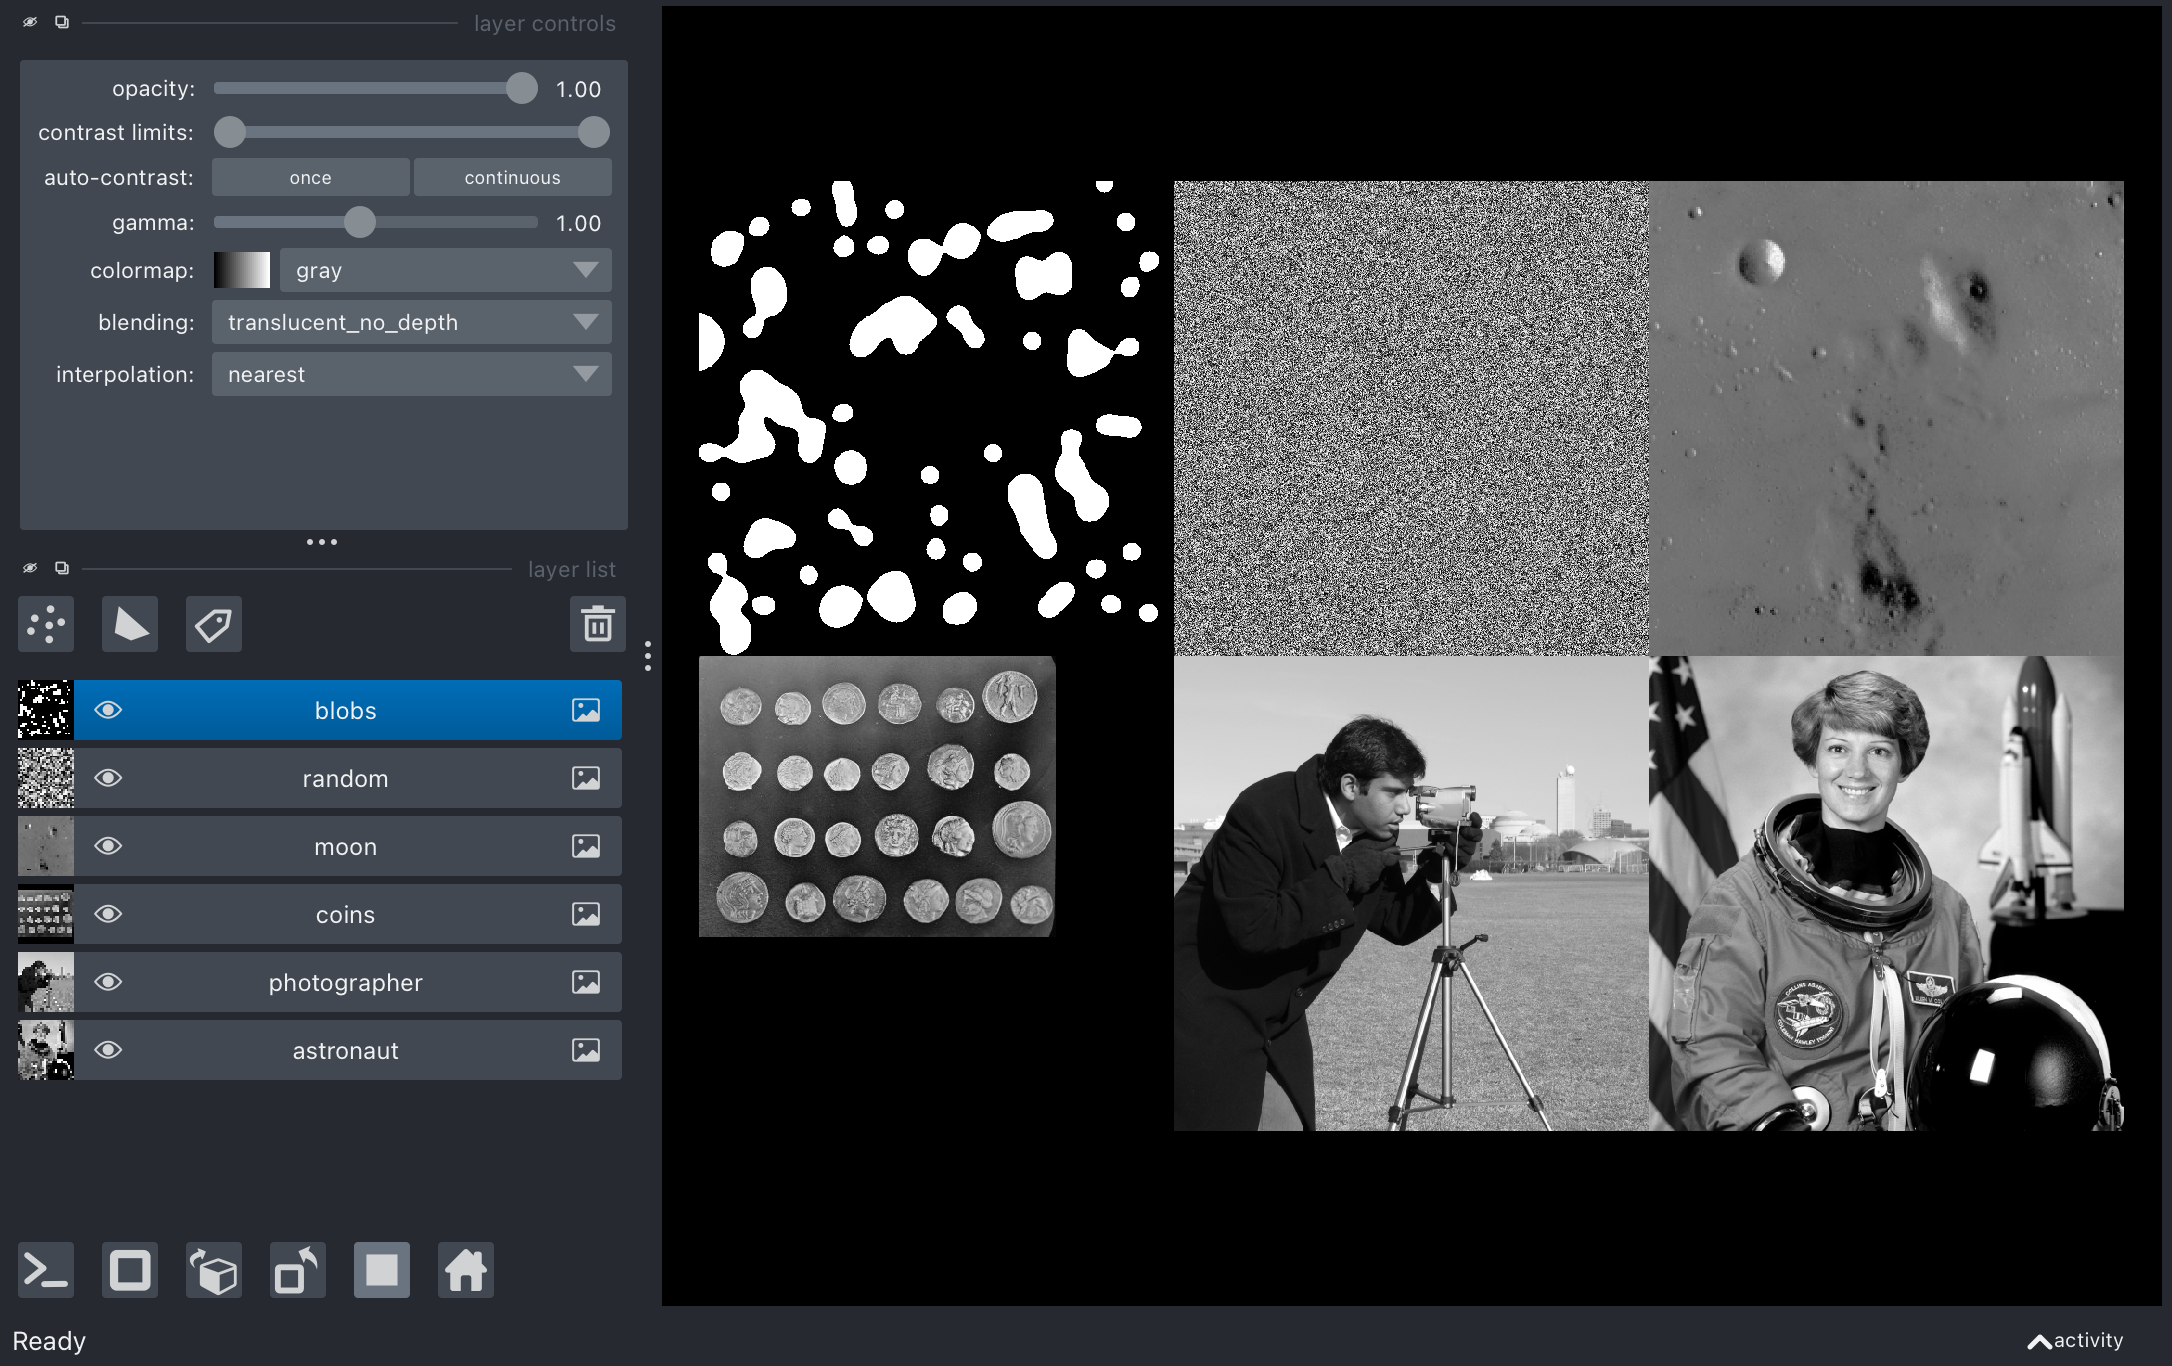 layer controls
opacity: 1.00
contrast limits:
auto-contrast: once continuous
gamma: 1.00
colormap: gray
blending: translucent_no_depth
interpolation: nearest
layer list
blobs
random
moon
coins
photographer
astronaut
Ready
activity